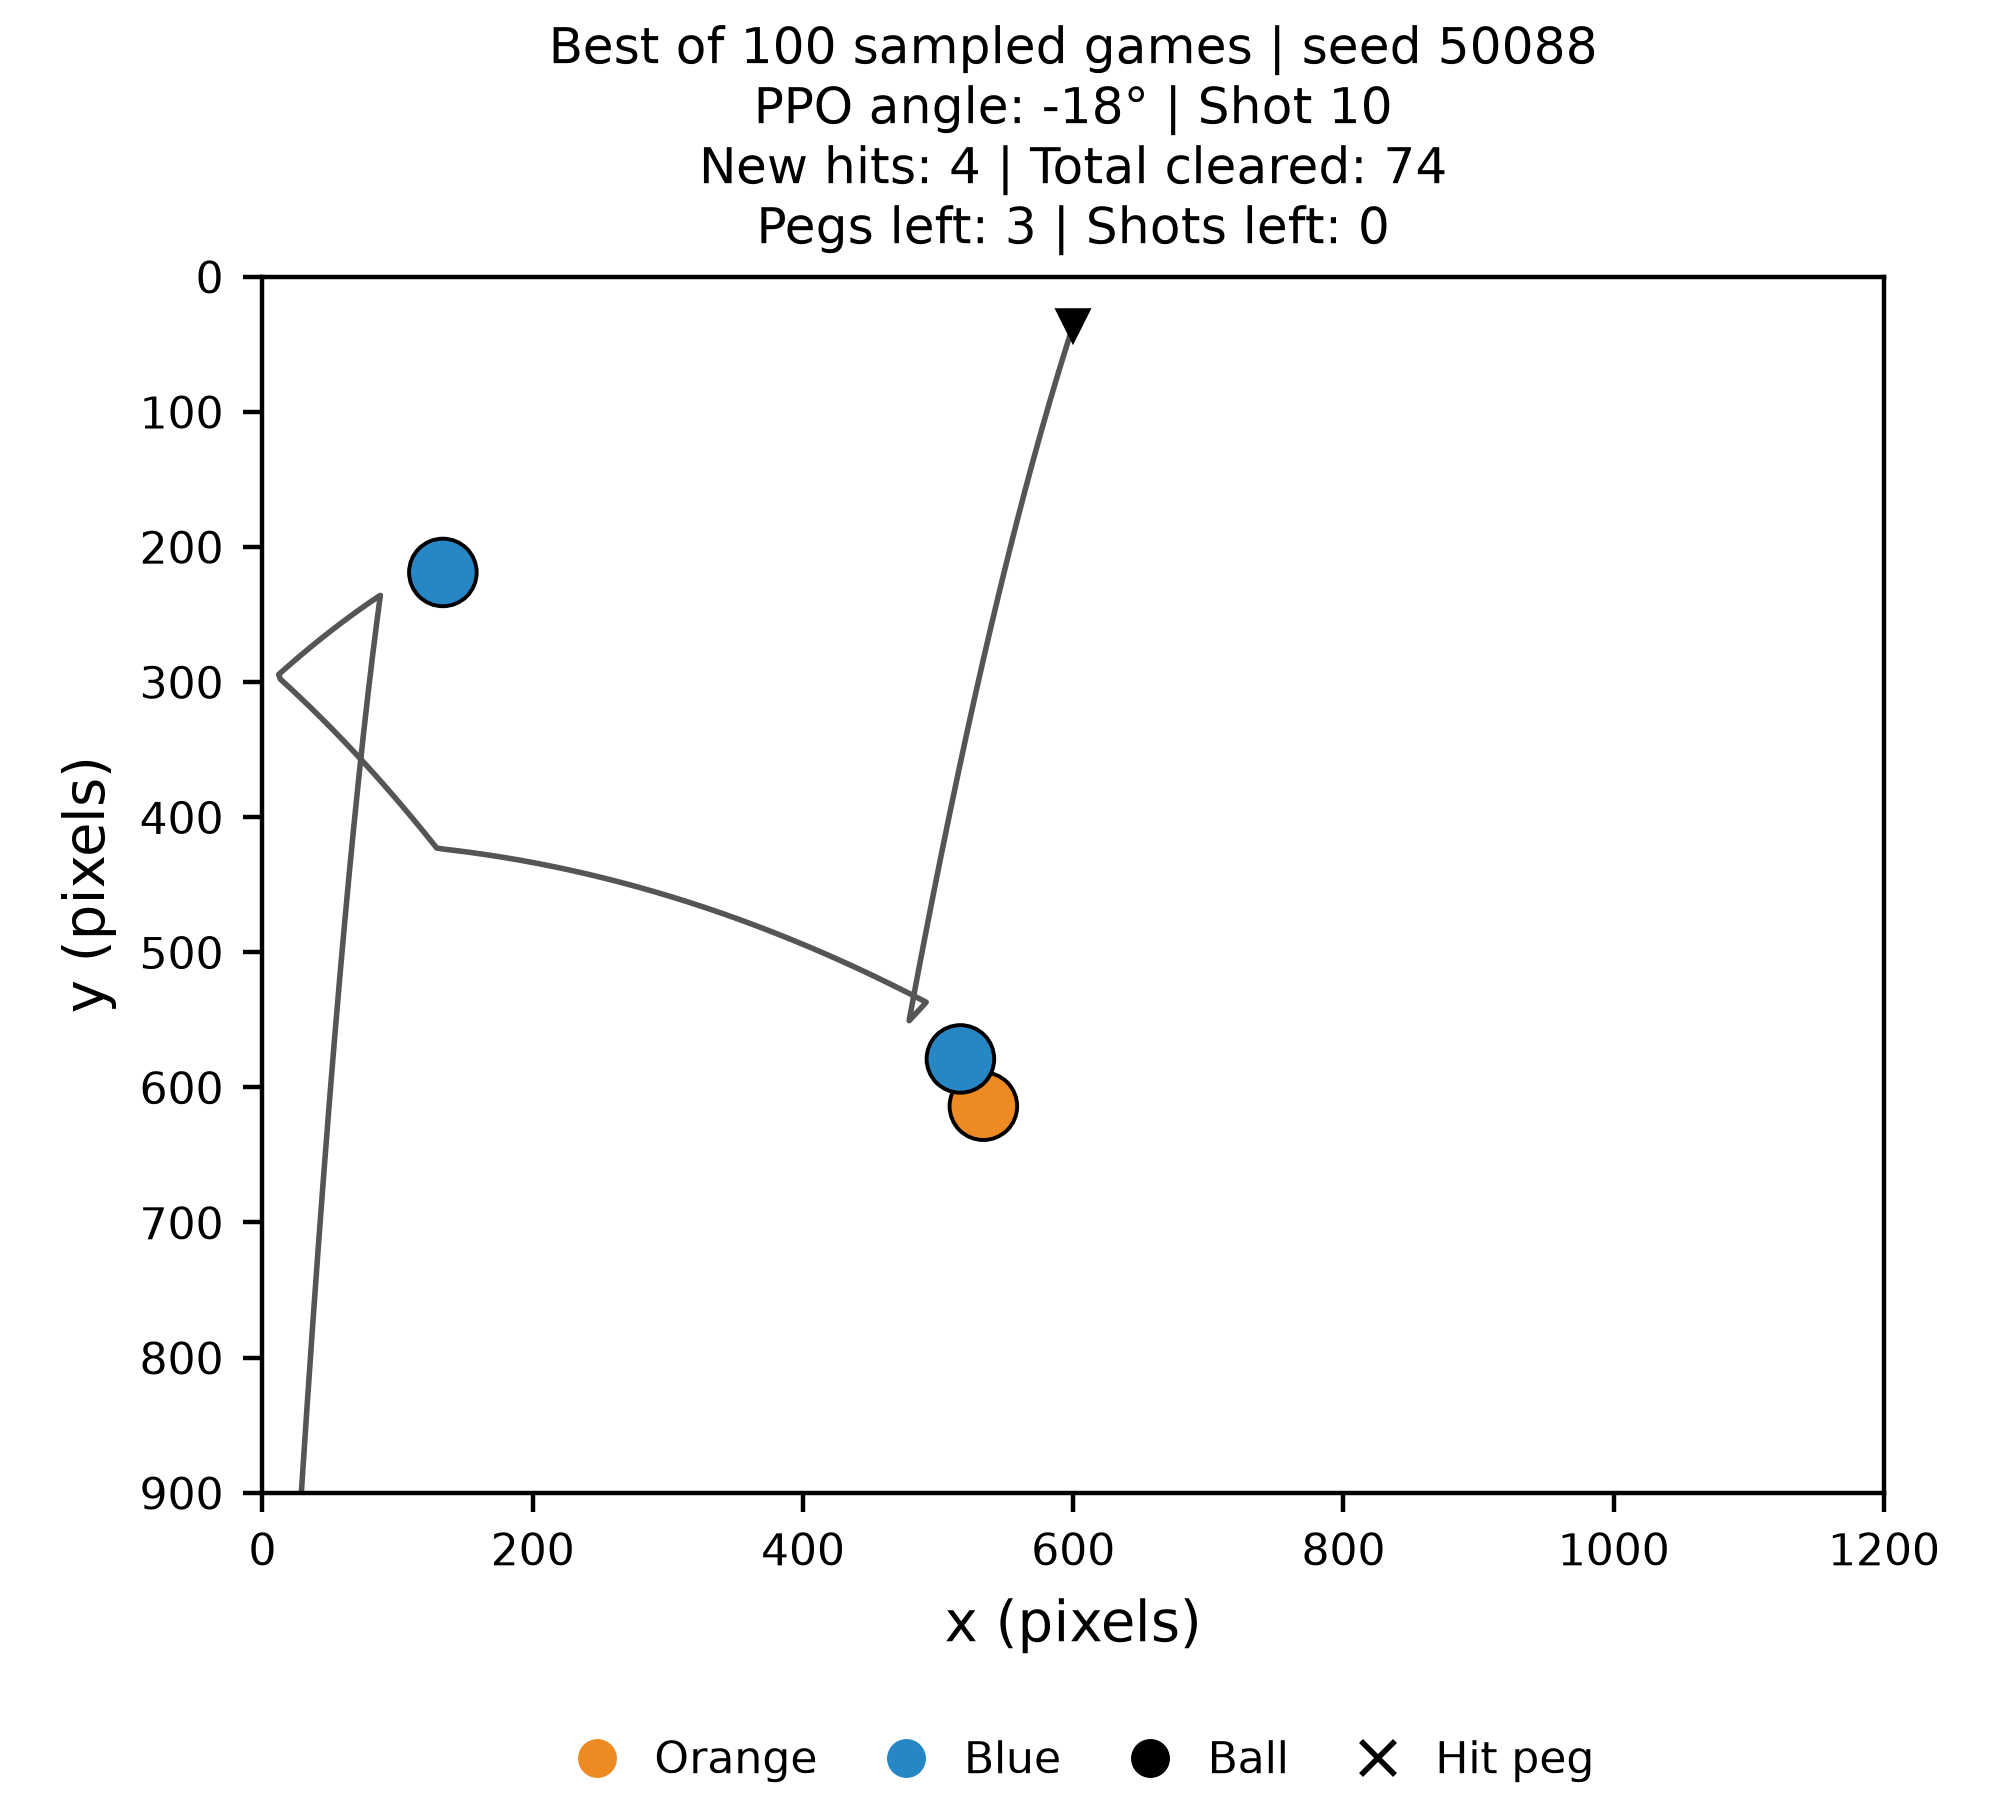 Best of 100 sampled games | seed 50088
PPO angle: -18° | Shot 10
New hits: 4 | Total cleared: 74
Pegs left: 3 | Shots left: 0
0
100
200
300
400
500
600
700
800
900
y (pixels)
0 200 400 600 800 1000 1200
x (pixels)
Orange Blue Ball Hit peg